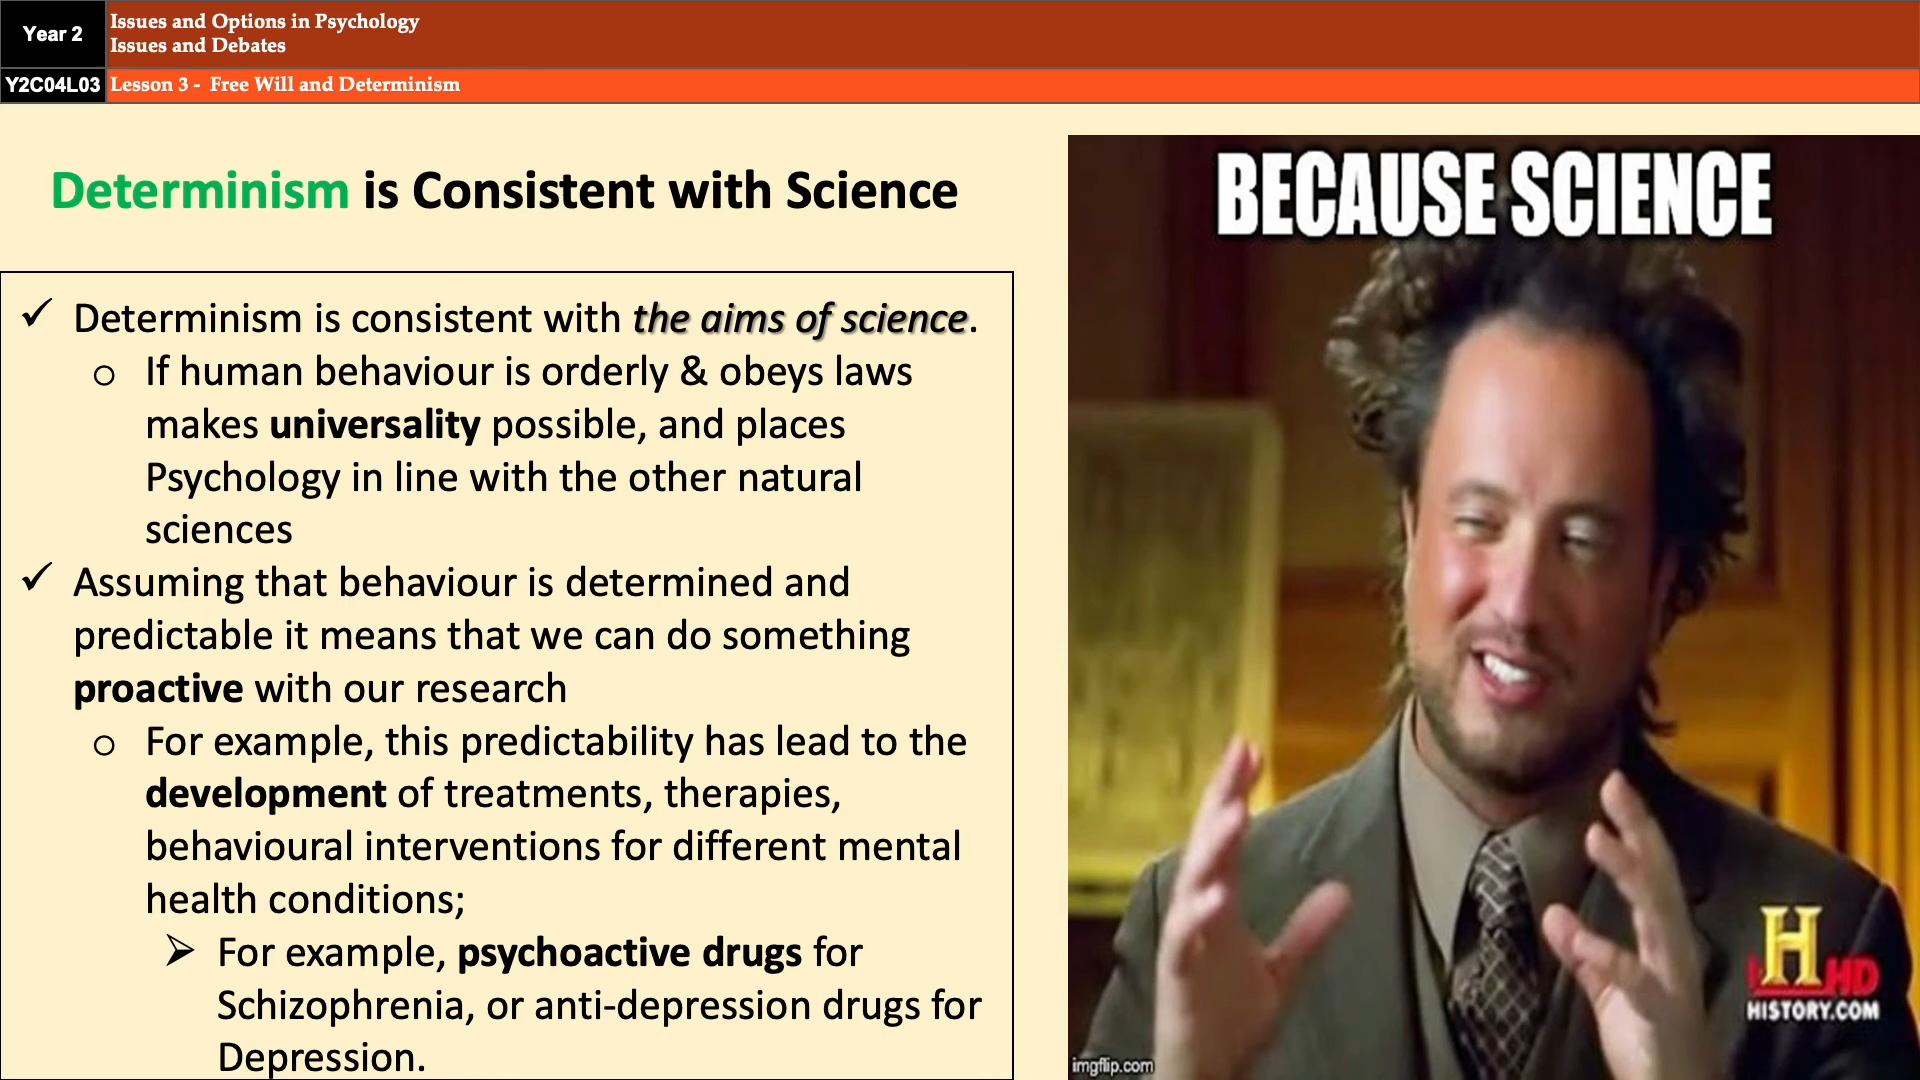 Year 2
Issues and Options in Psychology
Issues and Debates
Y2C04L03
Lesson 3 - Free Will and Determinism
Determinism is Consistent with Science
✓ Determinism is consistent with the aims of science.
o If human behaviour is orderly & obeys laws
makes universality possible, and places
Psychology in line with the other natural
sciences
✓ Assuming that behaviour is determined and
predictable it means that we can do something
proactive with our research
o For example, this predictability has lead to the
development of treatments, therapies,
behavioural interventions for different mental
health conditions;
➢ For example, psychoactive drugs for
Schizophrenia, or anti-depression drugs for
Depression.
BECAUSE SCIENCE
H HD
HISTORY.COM
imgflip.com